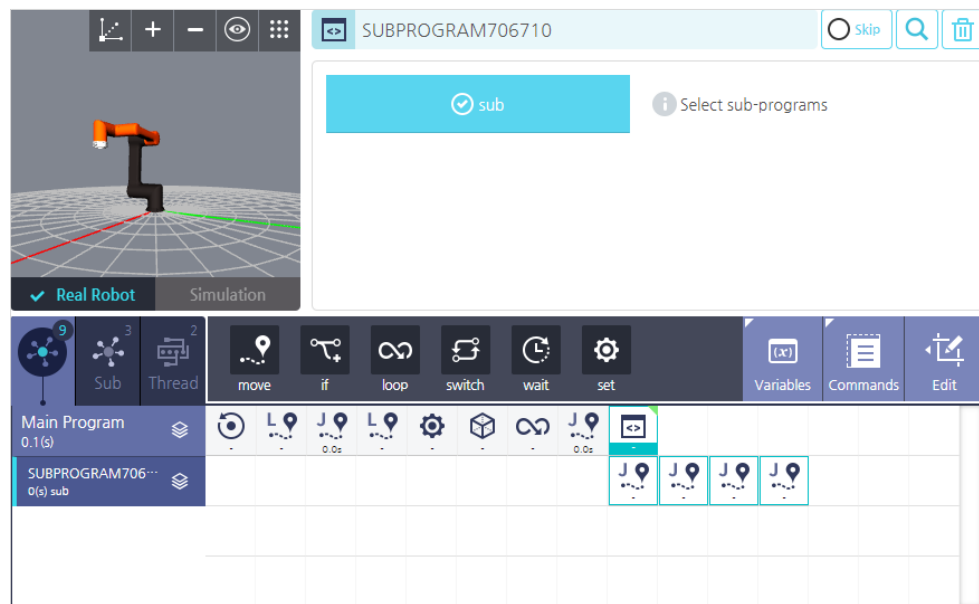 SUBPROGRAM706710
Skip
sub
Select sub-programs
Real Robot
Simulation
9
3
2
Sub
Thread
move
if
loop
switch
wait
set
(x)
Variables
Commands
Edit
Main Program
0.1(s)
L
J
L
J
<>
-
-
0.0s
-
-
-
-
0.0s
-
SUBPROGRAM706...
0(s) sub
J
J
J
J
-
-
-
-